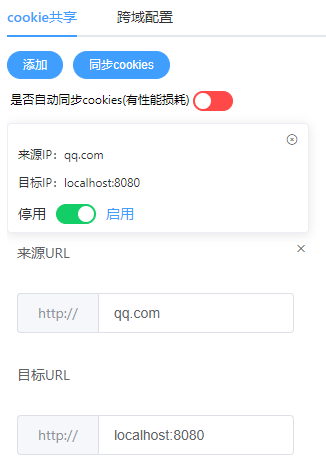 cookie共享 跨域配置
添加 同步cookies
是否自动同步cookies(有性能损耗)
来源IP：qq.com
目标IP：localhost:8080
停用 启用
来源URL
http:// qq.com
目标URL
http:// localhost:8080